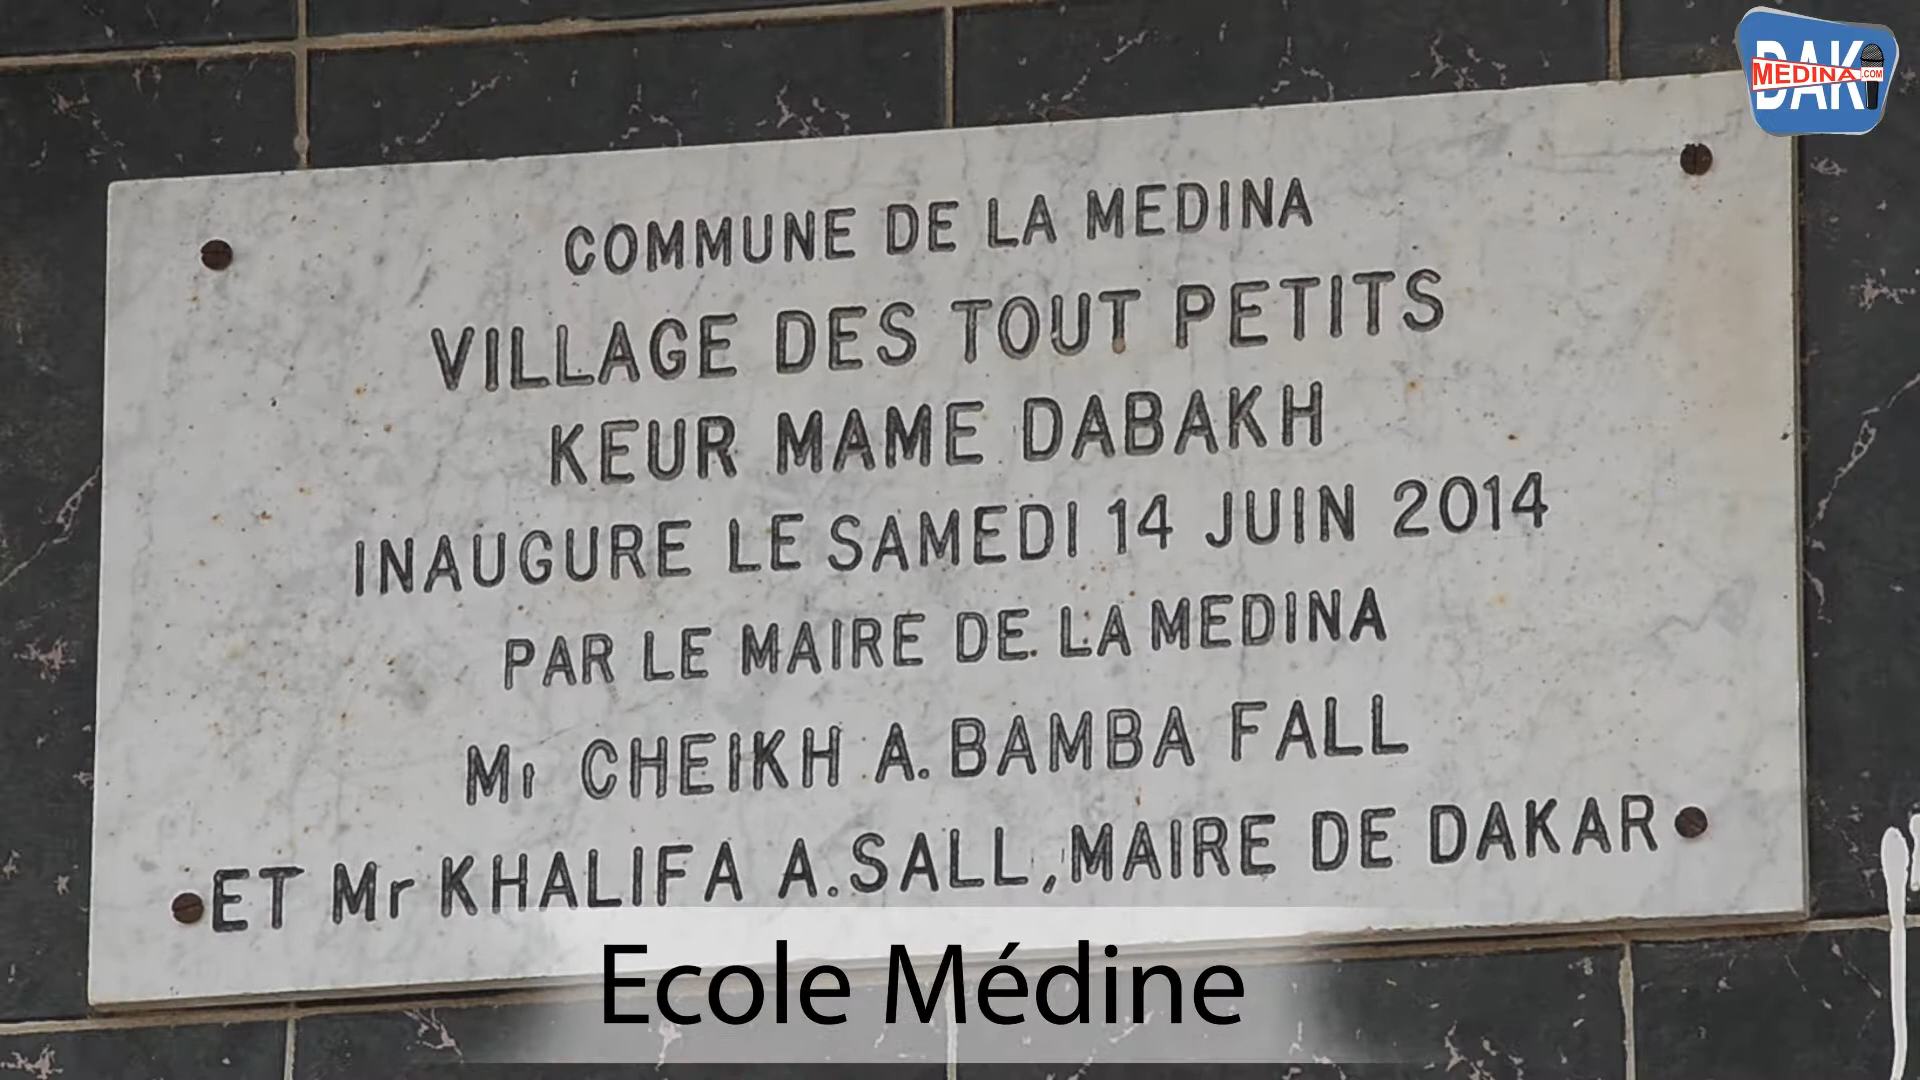 DAK
MEDINA.COM
COMMUNE DE LA MEDINA
VILLAGE DES TOUT PETITS
KEUR MAME DABAKH
INAUGURE LE SAMEDI 14 JUIN 2014
PAR LE MAIRE DE LA MEDINA
Mr CHEIKH A. BAMBA FALL
ET Mr KHALIFA A. SALL, MAIRE DE DAKAR
Ecole Médine